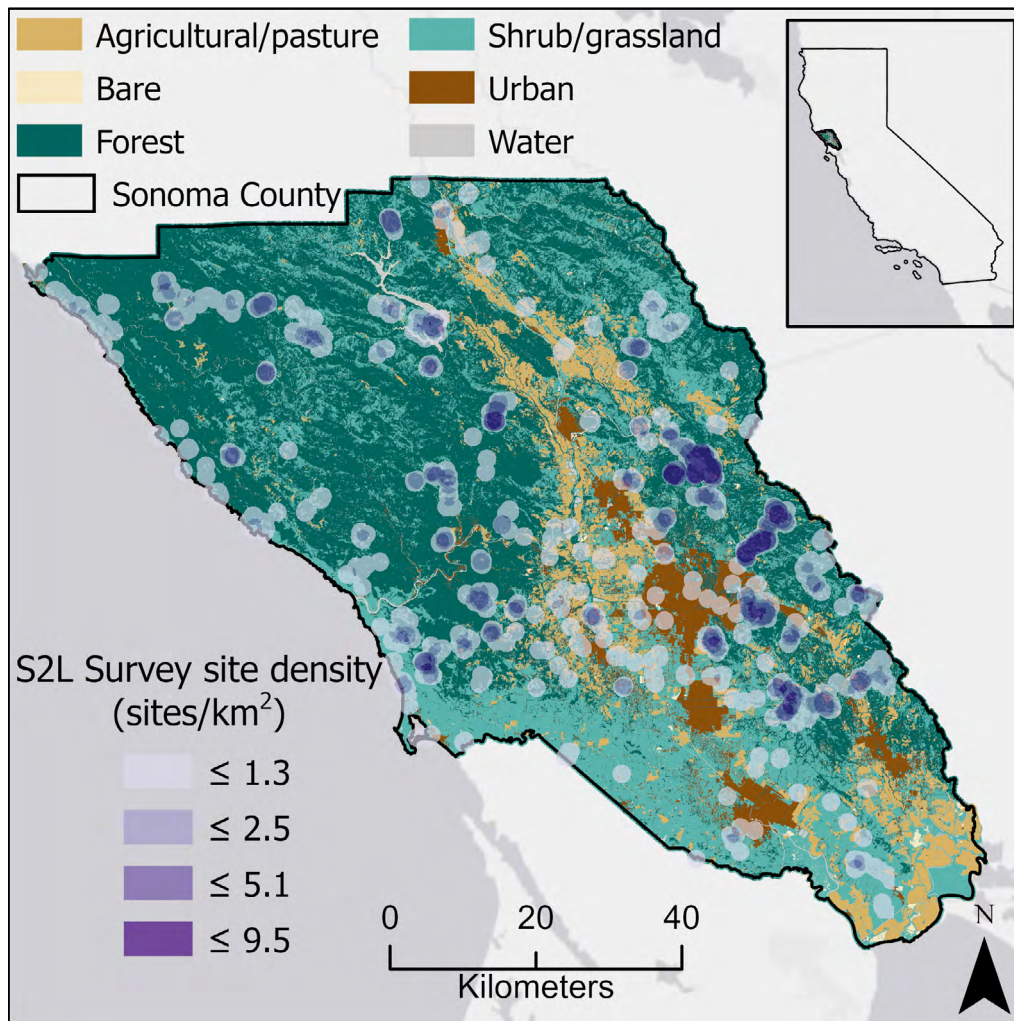 Agricultural/pasture
Shrub/grassland
Bare
Urban
Forest
Water
Sonoma County
S2L Survey site density
(sites/km²)
≤ 1.3
≤ 2.5
≤ 5.1
≤ 9.5
0 20 40
Kilometers
N